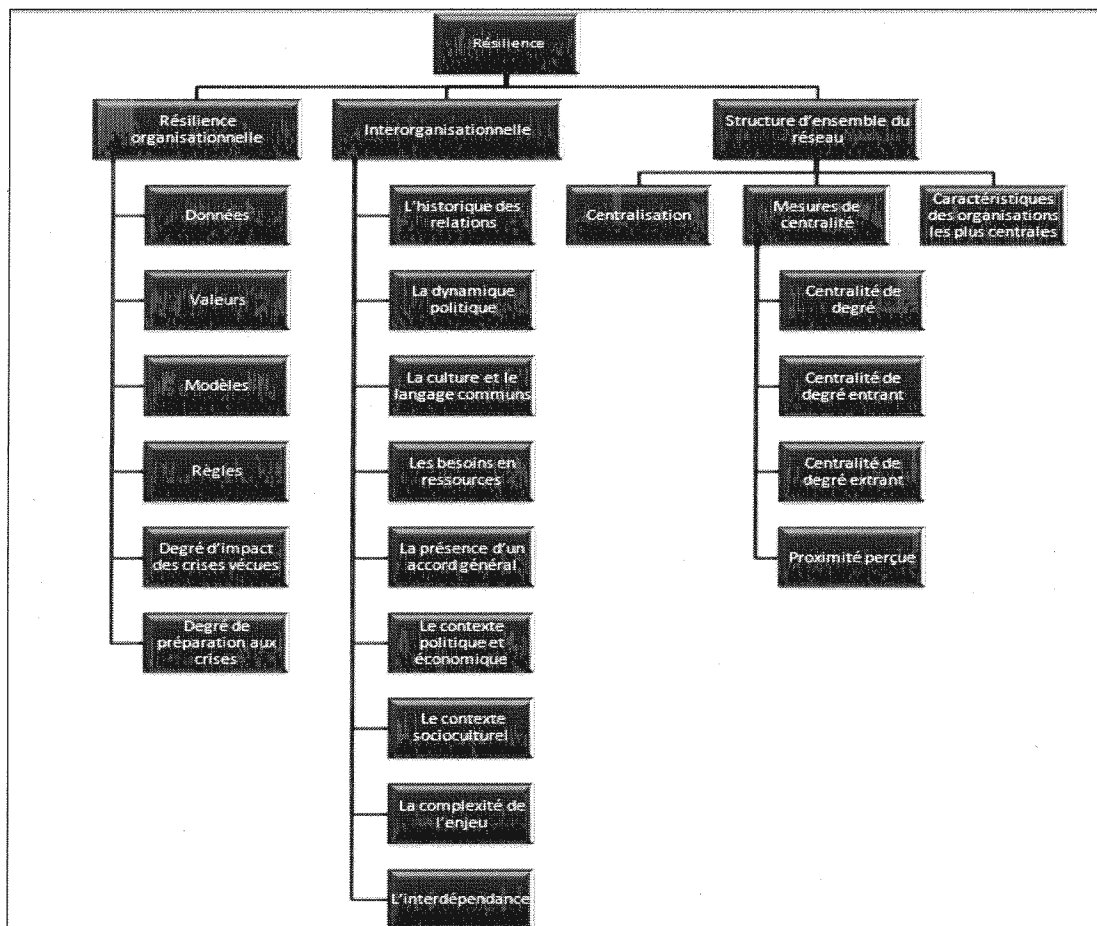 Résilience
Résilience
organisationnelle
Interorganisationnelle
Structure d'ensemble du
réseau
Données
Valeurs
Modèles
Règles
Degré d'impact
des crises vécues
Degré de
préparation aux
crises
L'historique des
relations
La dynamique
politique
La culture et le
langage communs
Les besoins en
ressources
La présence d'un
accord général
Le contexte
politique et
économique
Le contexte
socioculturel
La complexité de
l'enjeu
L'interdépendance
Centralisation
Mesures de
centralité
Caractéristiques
des organisations
les plus centrales
Centralité de
degré
Centralité de
degré entrant
Centralité de
degré extrant
Proximité perçue